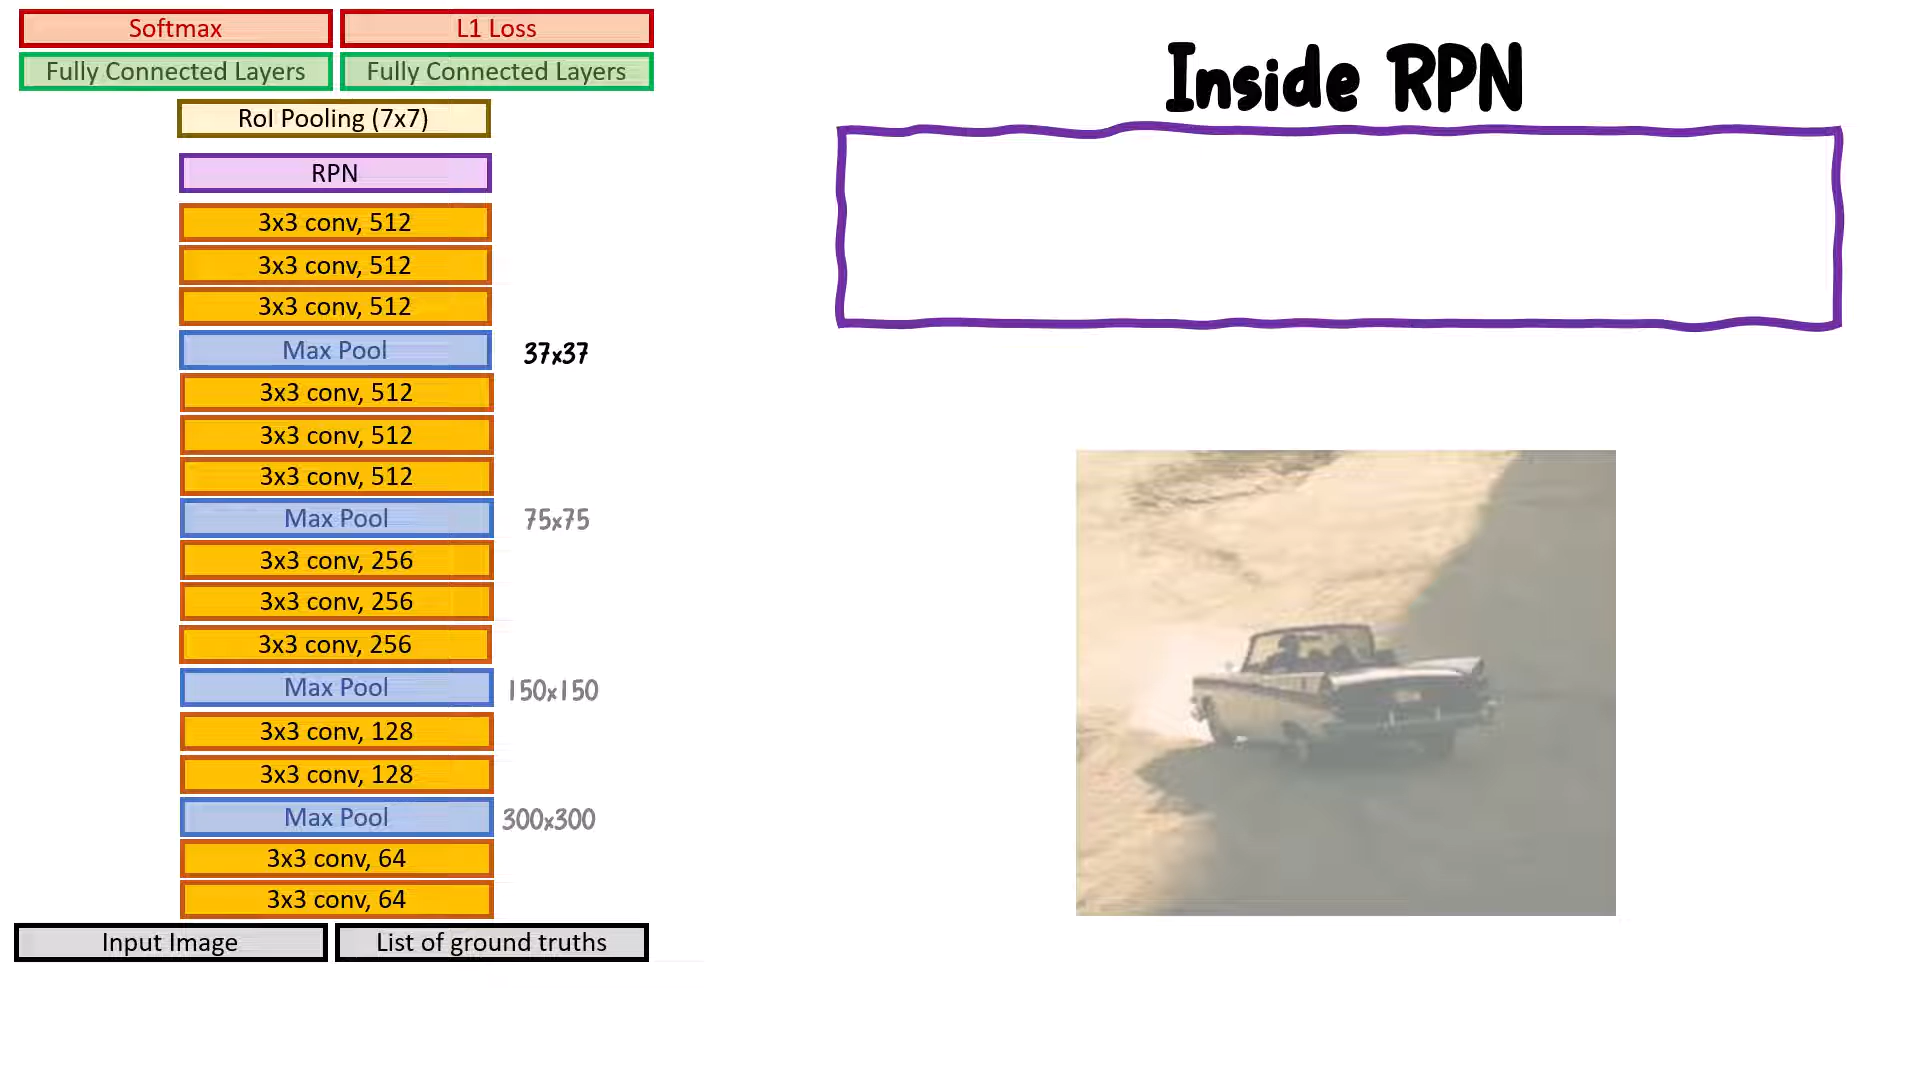 Softmax
L1 Loss
Fully Connected Layers
Fully Connected Layers
RoI Pooling (7x7)
RPN
3x3 conv, 512
3x3 conv, 512
3x3 conv, 512
Max Pool
37x37
3x3 conv, 512
3x3 conv, 512
3x3 conv, 512
Max Pool
75x75
3x3 conv, 256
3x3 conv, 256
3x3 conv, 256
Max Pool
150x150
3x3 conv, 128
3x3 conv, 128
Max Pool
300x300
3x3 conv, 64
3x3 conv, 64
Input Image
List of ground truths
Inside RPN